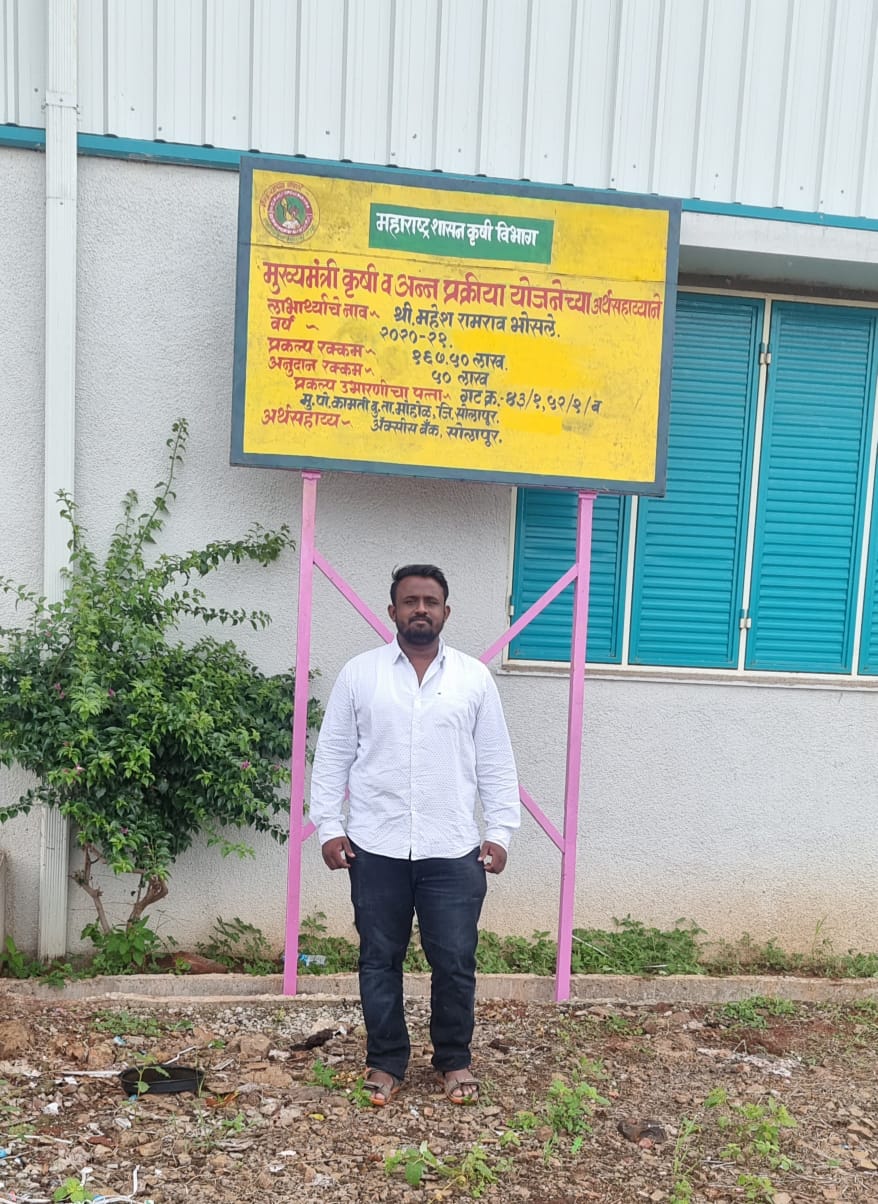 महाराष्ट्र शासन कृषी विभाग
मुख्यमंत्री कृषी व अन्न प्रक्रीया योजनेच्या अर्थसहाय्याने
लाभार्थ्याचे नाव~ श्री. महेश रामराव भोसले.
वर्ष ~ २०२०-२१.
प्रकल्प रक्कम~ १६७.५० लाख.
अनुदान रक्कम~ ५० लाख
प्रकल्प उभारणीचा पत्ता~ गट क्र.-४३/१,५२/१/ब
मु.पो. कामती बु. ता. मोहोळ, जि. सोलापूर.
अर्थसहाय्य~ ॲक्सीस बँक, सोलापूर.